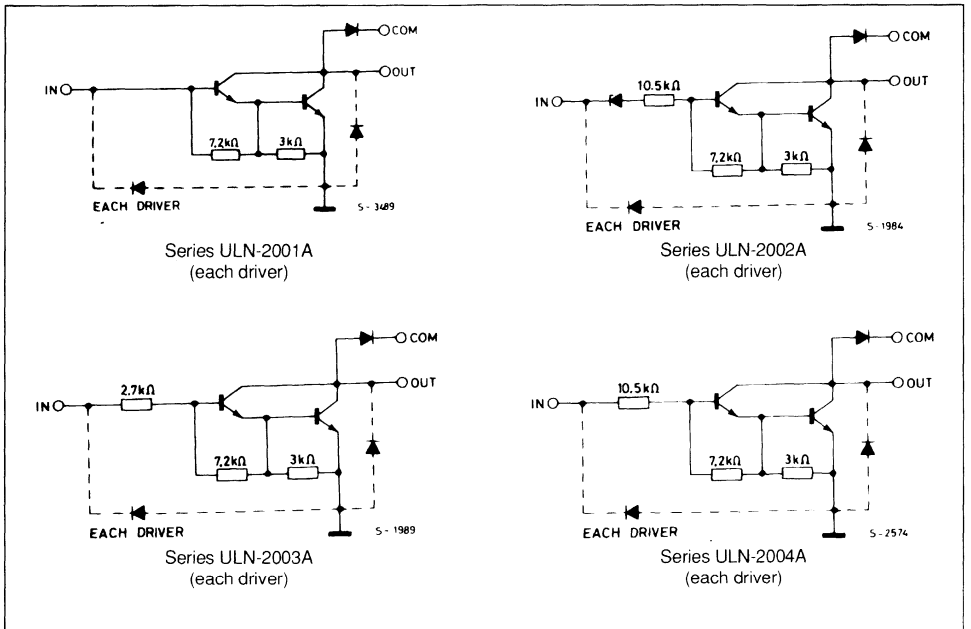 COM
OUT
IN
7.2kΩ
3kΩ
EACH DRIVER
S-3489
Series ULN-2001A
(each driver)
COM
OUT
IN
10.5kΩ
7.2kΩ
3kΩ
EACH DRIVER
S-1984
Series ULN-2002A
(each driver)
COM
OUT
IN
2.7kΩ
7.2kΩ
3kΩ
EACH DRIVER
S-1989
Series ULN-2003A
(each driver)
COM
OUT
IN
10.5kΩ
7.2kΩ
3kΩ
EACH DRIVER
S-2574
Series ULN-2004A
(each driver)